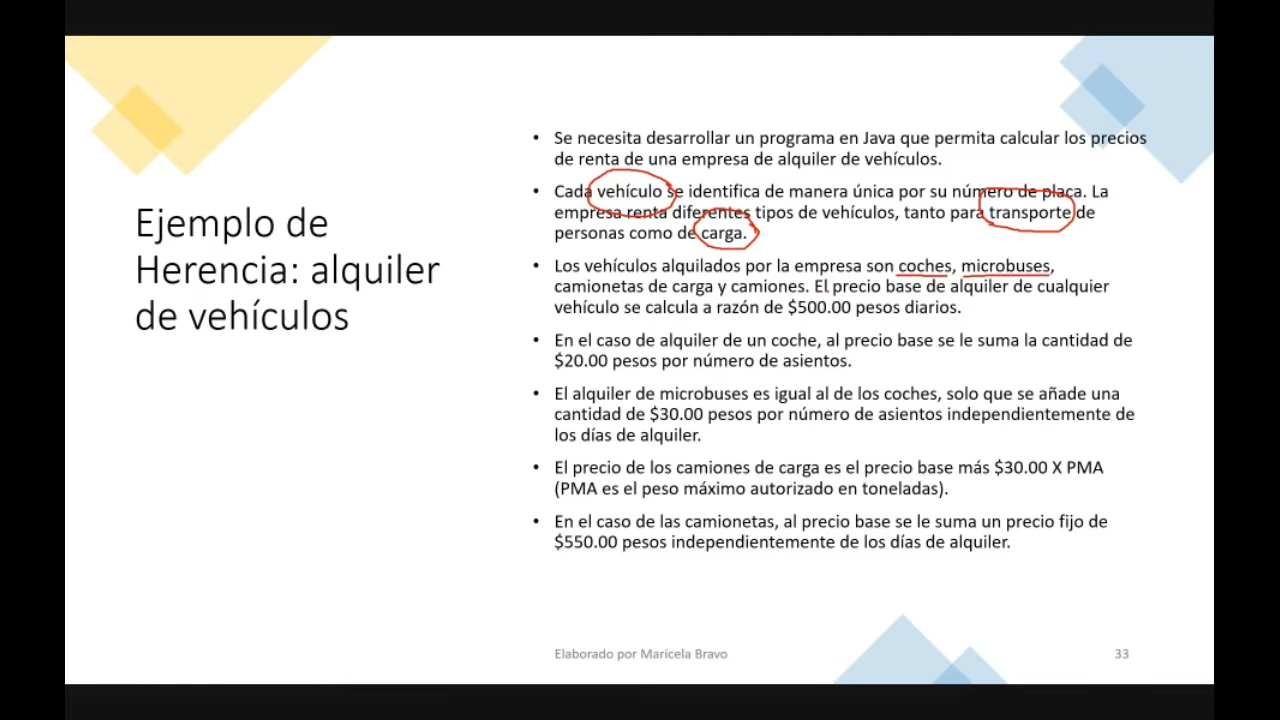 Ejemplo de
Herencia: alquiler
de vehículos
• Se necesita desarrollar un programa en Java que permita calcular los precios
de renta de una empresa de alquiler de vehículos.
• Cada vehículo se identifica de manera única por su número de placa. La
empresa renta diferentes tipos de vehículos, tanto para transporte de
personas como de carga.
• Los vehículos alquilados por la empresa son coches, microbuses,
camionetas de carga y camiones. El precio base de alquiler de cualquier
vehículo se calcula a razón de $500.00 pesos diarios.
• En el caso de alquiler de un coche, al precio base se le suma la cantidad de
$20.00 pesos por número de asientos.
• El alquiler de microbuses es igual al de los coches, solo que se añade una
cantidad de $30.00 pesos por número de asientos independientemente de
los días de alquiler.
• El precio de los camiones de carga es el precio base más $30.00 X PMA
(PMA es el peso máximo autorizado en toneladas).
• En el caso de las camionetas, al precio base se le suma un precio fijo de
$550.00 pesos independientemente de los días de alquiler.
Elaborado por Maricela Bravo
33